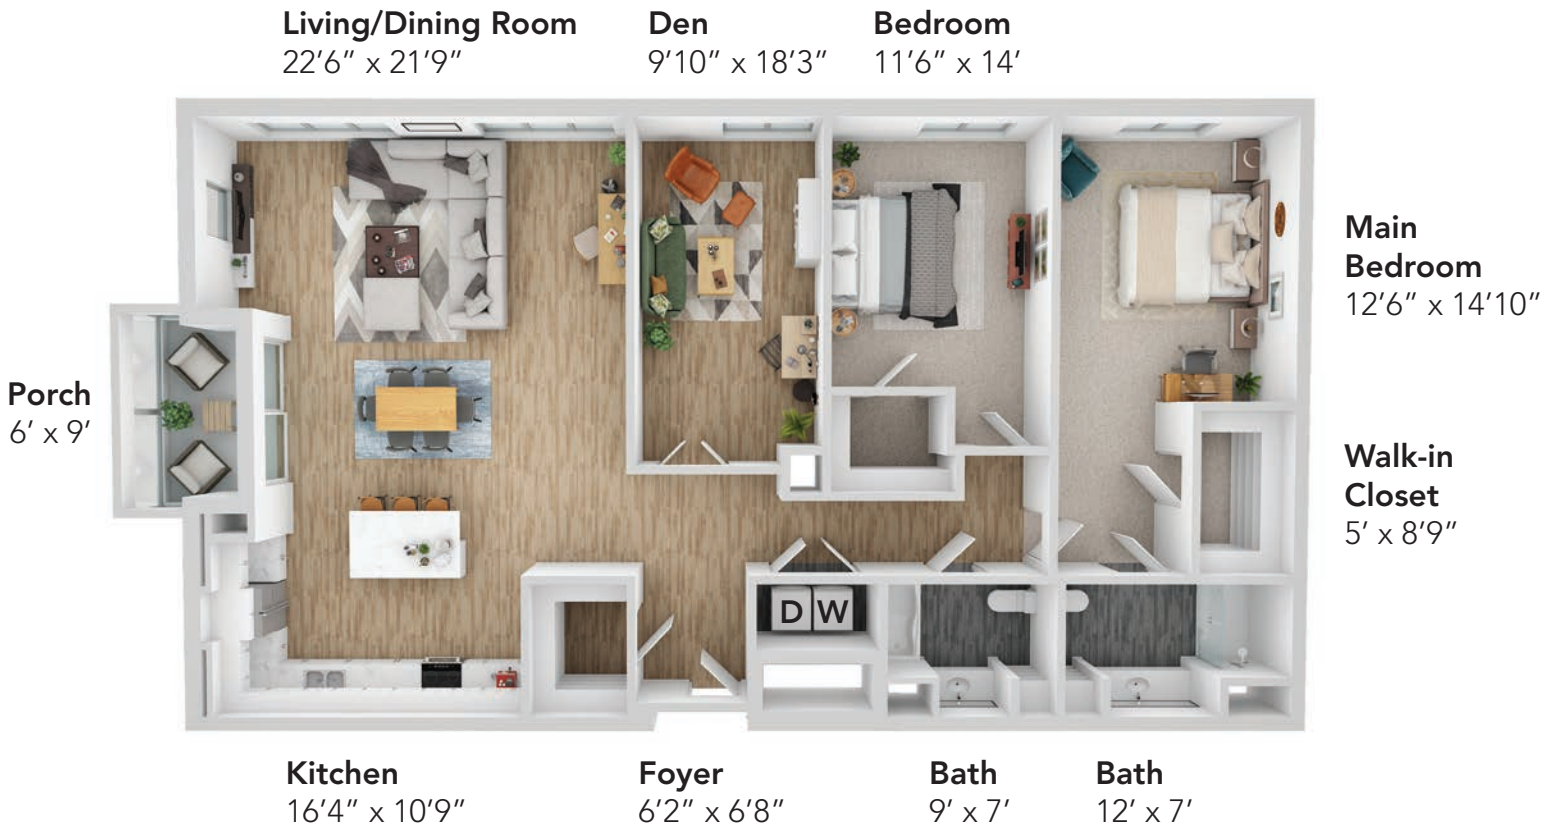 Living/Dining Room
22’6” x 21’9”
Den
9’10” x 18’3”
Bedroom
11’6” x 14’
Main
Bedroom
12’6” x 14’10”
Porch
6’ x 9’
Walk-in
Closet
5’ x 8’9”
D W
Kitchen
16’4” x 10’9”
Foyer
6’2” x 6’8”
Bath
9’ x 7’
Bath
12’ x 7’